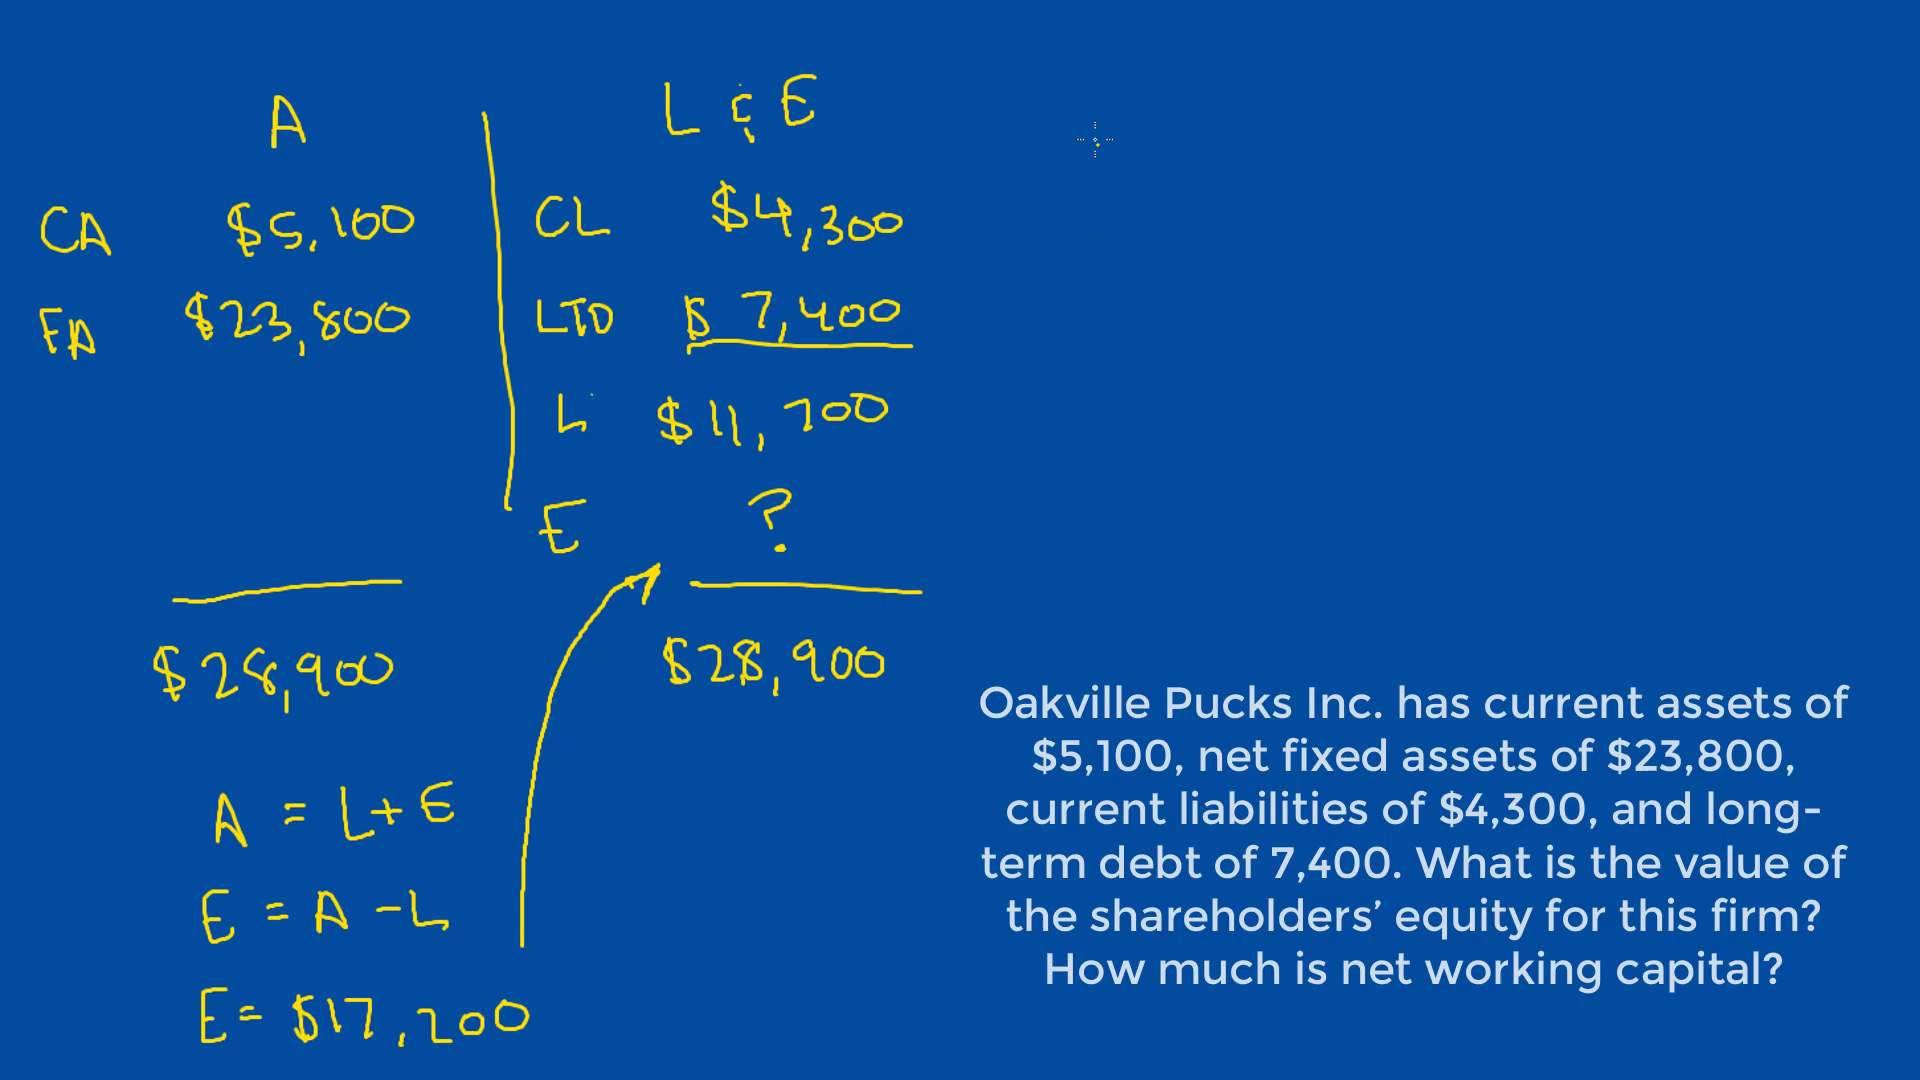 A L & E
CA $5,100 CL $4,300
FA $23,800 LTD $ 7,400
L $11,700
E ?
$28,900 $28,900
A = L + E
E = A - L
E = $17,200
Oakville Pucks Inc. has current assets of
$5,100, net fixed assets of $23,800,
current liabilities of $4,300, and long-
term debt of 7,400. What is the value of
the shareholders’ equity for this firm?
How much is net working capital?